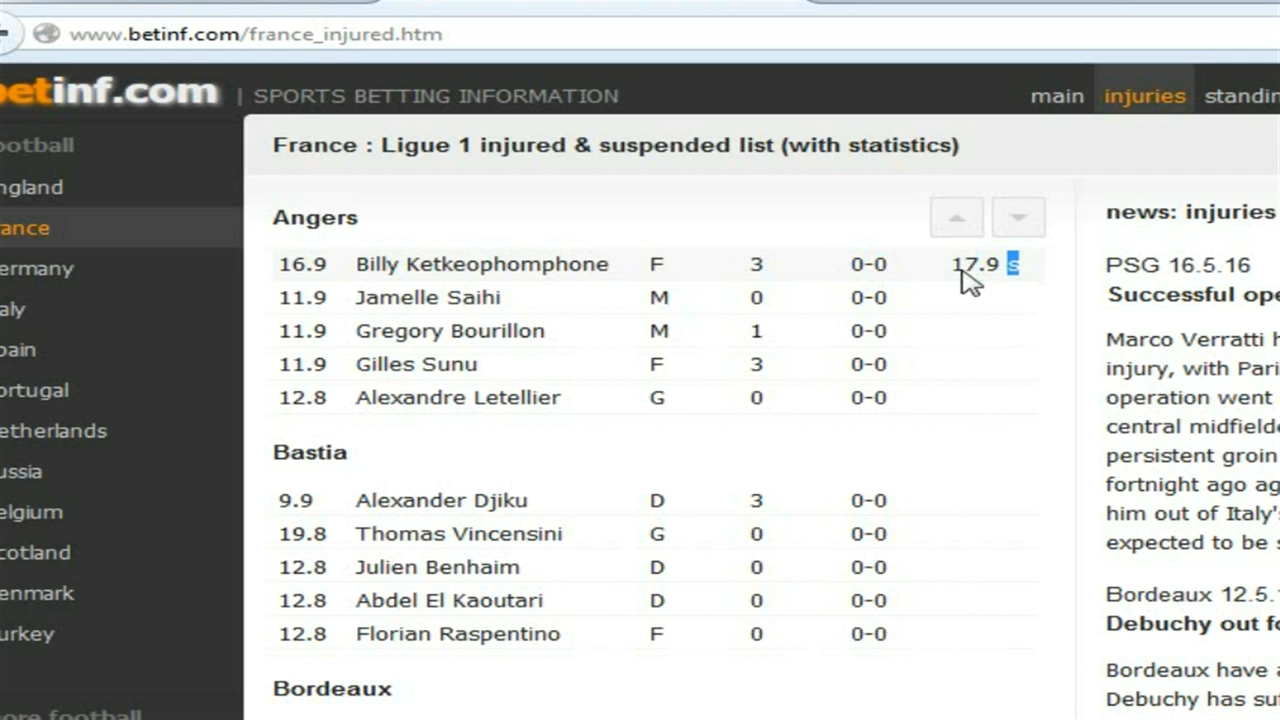 www.betinf.com/france_injured.htm
betinf.com | SPORTS BETTING INFORMATION
main injuries standin
ootball
ngland
rance
ermany
taly
pain
ortugal
etherlands
ussia
elgium
cotland
enmark
urkey
ore football
France : Ligue 1 injured & suspended list (with statistics)
Angers
16.9 Billy Ketkeophomphone F 3 0-0 17.9 s
11.9 Jamelle Saihi M 0 0-0
11.9 Gregory Bourillon M 1 0-0
11.9 Gilles Sunu F 3 0-0
12.8 Alexandre Letellier G 0 0-0
Bastia
9.9 Alexander Djiku D 3 0-0
19.8 Thomas Vincensini G 0 0-0
12.8 Julien Benhaim D 0 0-0
12.8 Abdel El Kaoutari D 0 0-0
12.8 Florian Raspentino F 0 0-0
Bordeaux
news: injuries
PSG 16.5.16
Successful ope
Marco Verratti h
injury, with Pari
operation went
central midfielde
persistent groin
fortnight ago ag
him out of Italy'
expected to be s
Bordeaux 12.5.1
Debuchy out fo
Bordeaux have a
Debuchy has suf